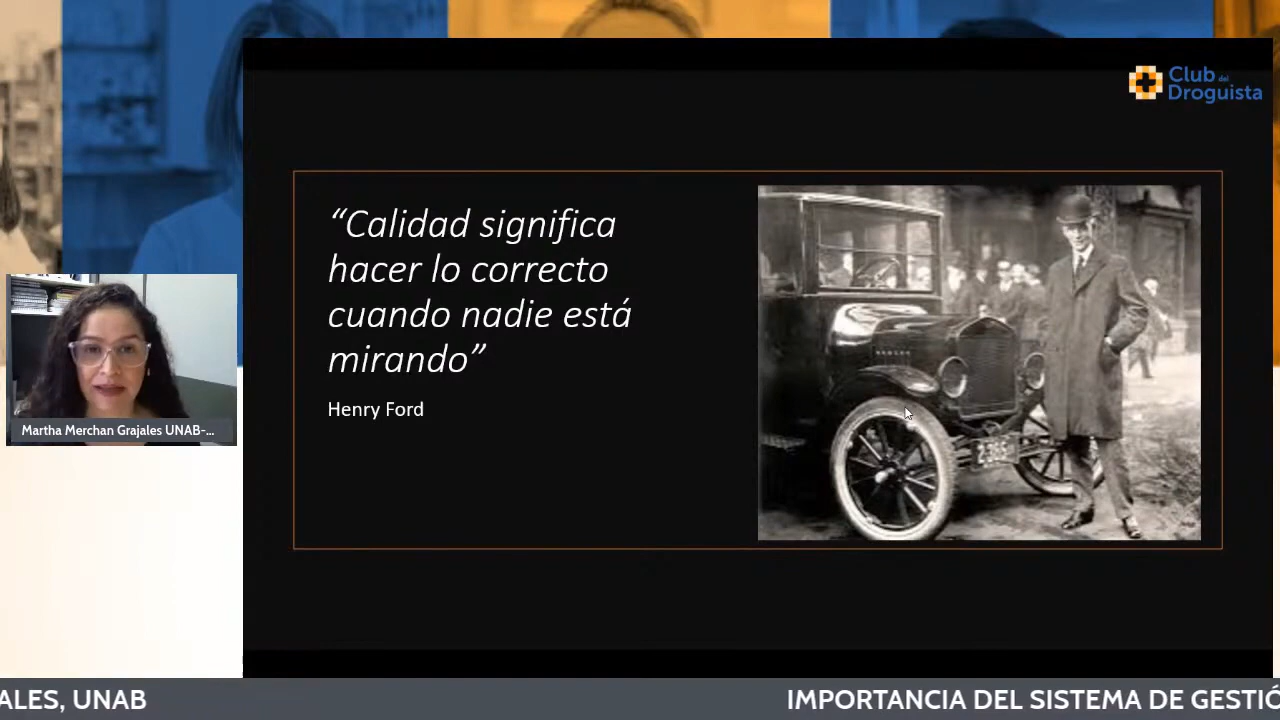 Club del
Droguista
“Calidad significa
hacer lo correcto
cuando nadie está
mirando”
Henry Ford
Martha Merchan Grajales UNAB-...
ALES, UNAB
IMPORTANCIA DEL SISTEMA DE GESTIÓ